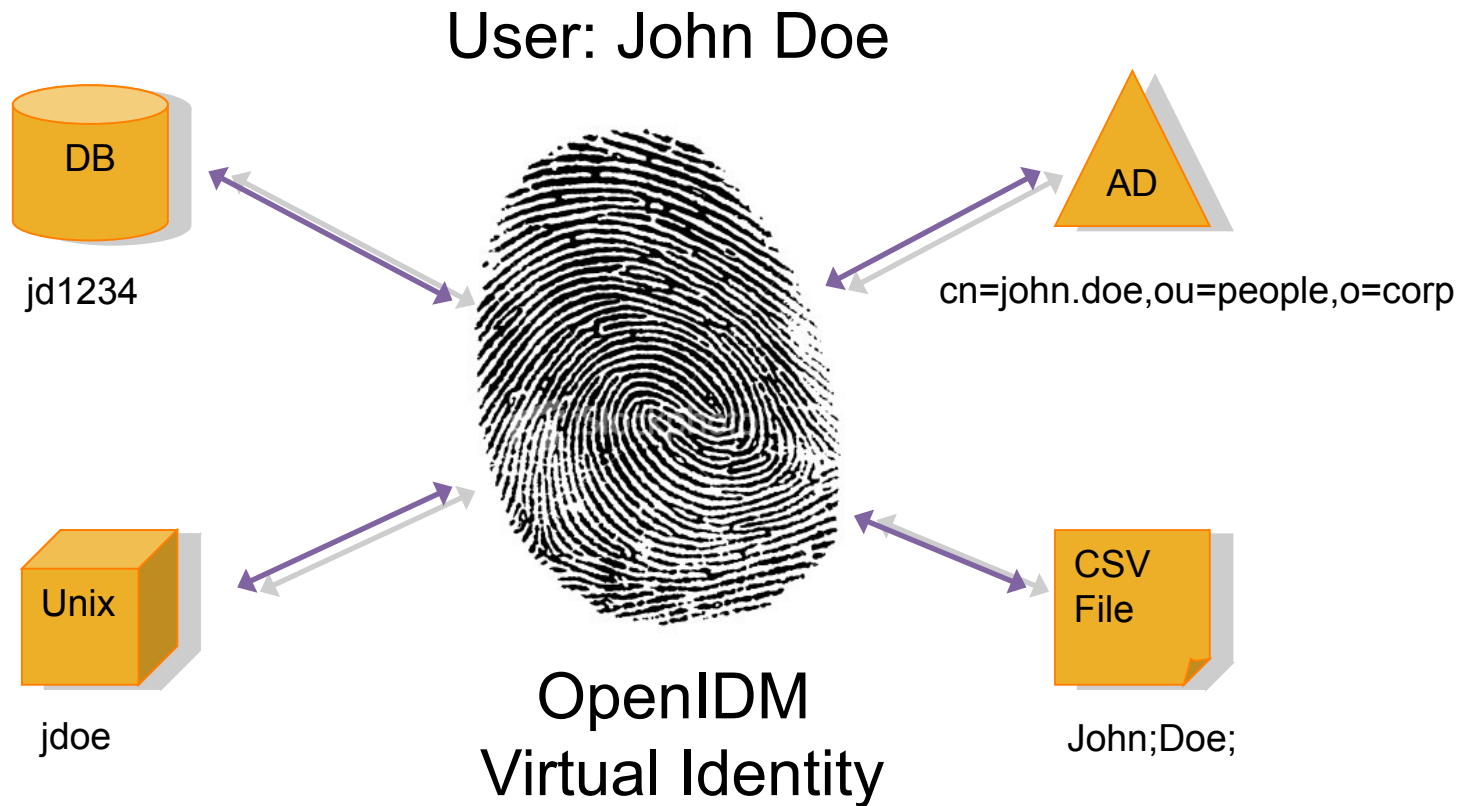 User: John Doe
DB
AD
jd1234
cn=john.doe,ou=people,o=corp
Unix
CSV
File
jdoe
John;Doe;
OpenIDM
Virtual Identity